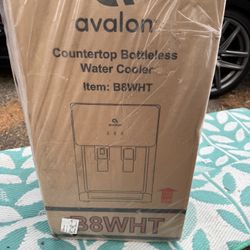 avalon
Countertop Bottleless
Water Cooler
Item: B8WHT
B8WHT